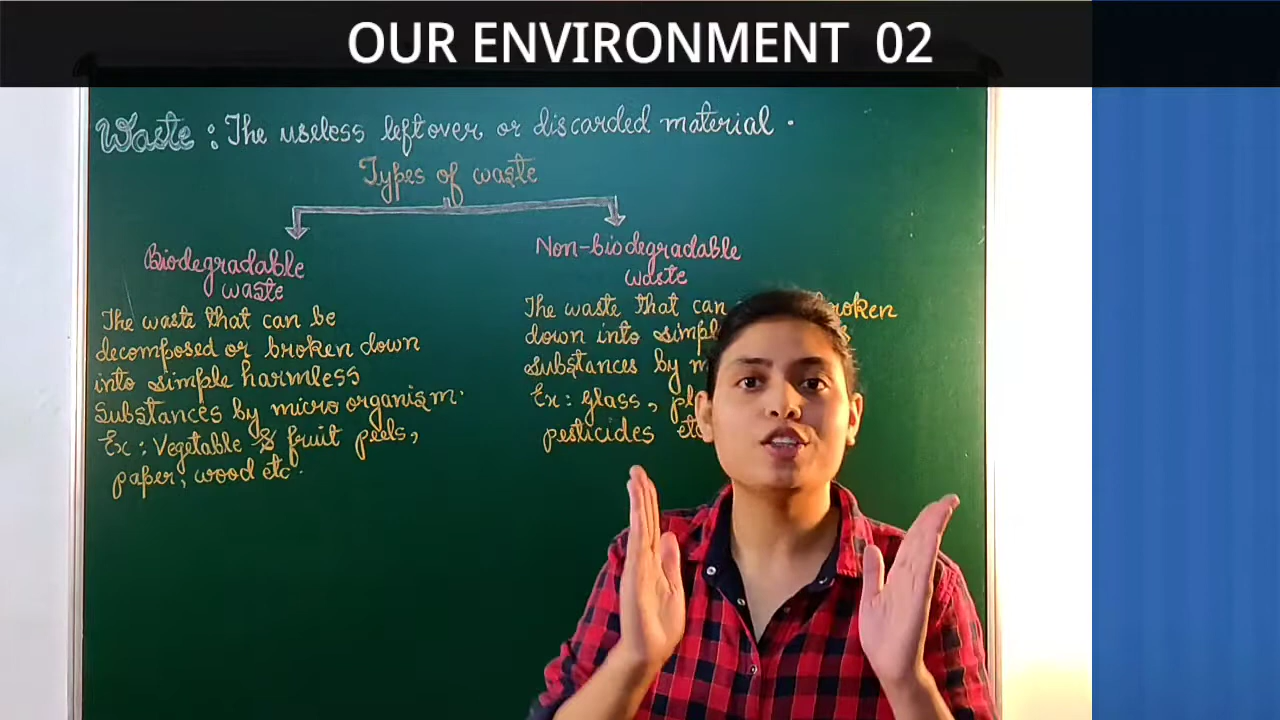 OUR ENVIRONMENT 02
Waste : The useless leftover or discarded material .
Types of waste
Biodegradable
waste
The waste that can be
decomposed or broken down
into simple harmless
substances by micro organism.
Ex : Vegetable & fruit peels,
paper, wood etc.
Non-biodegradable
waste
The waste that can
down into
substances by
Ex : glass,
pesticides